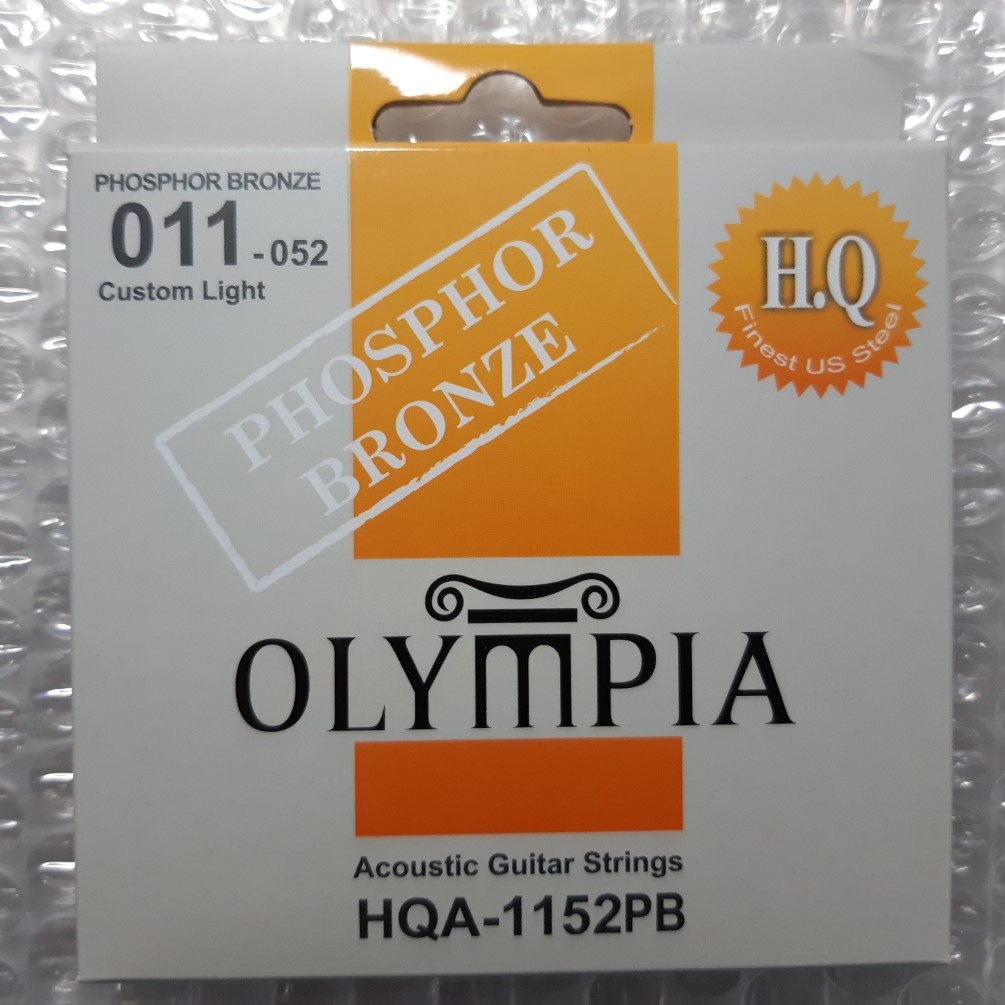 PHOSPHOR BRONZE
011-052
Custom Light
PHOSPHOR
BRONZE
H.Q
Finest US Steel
OLYMPIA
Acoustic Guitar Strings
HQA-1152PB